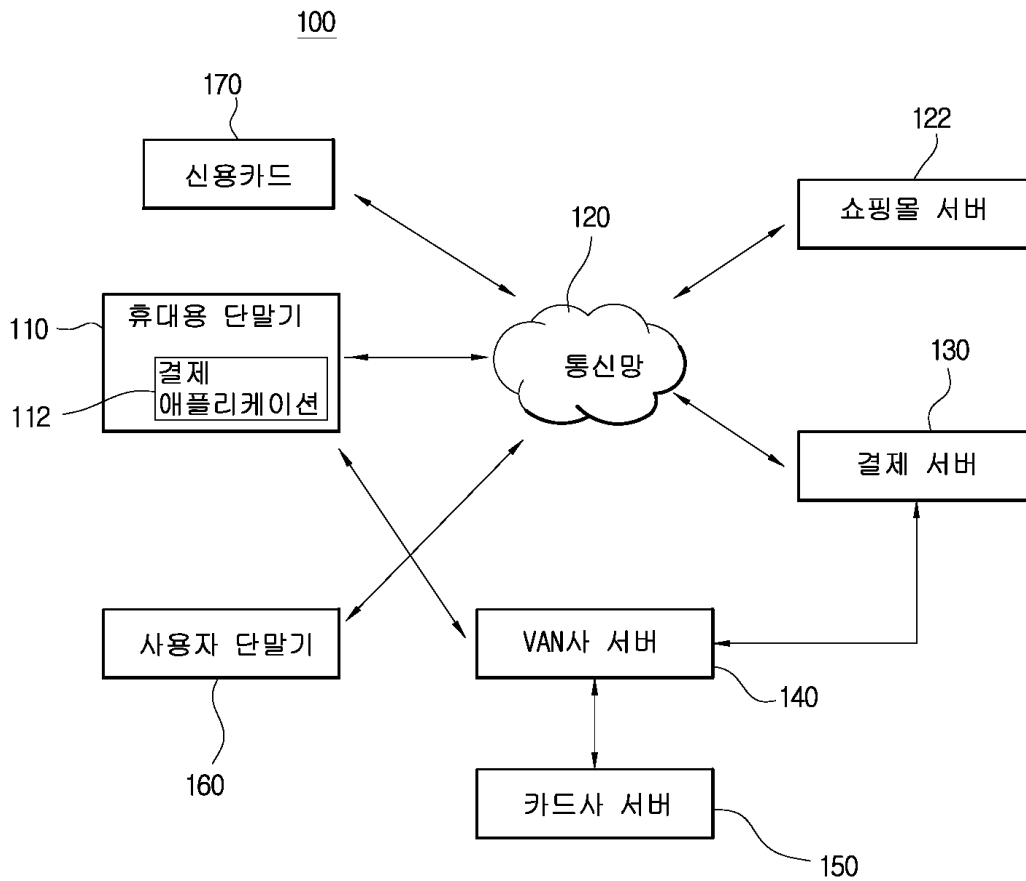 100
170
신용카드
122
쇼핑몰 서버
120
통신망
110
휴대용 단말기
112
결제
애플리케이션
130
결제 서버
사용자 단말기
160
VAN사 서버
140
카드사 서버
150